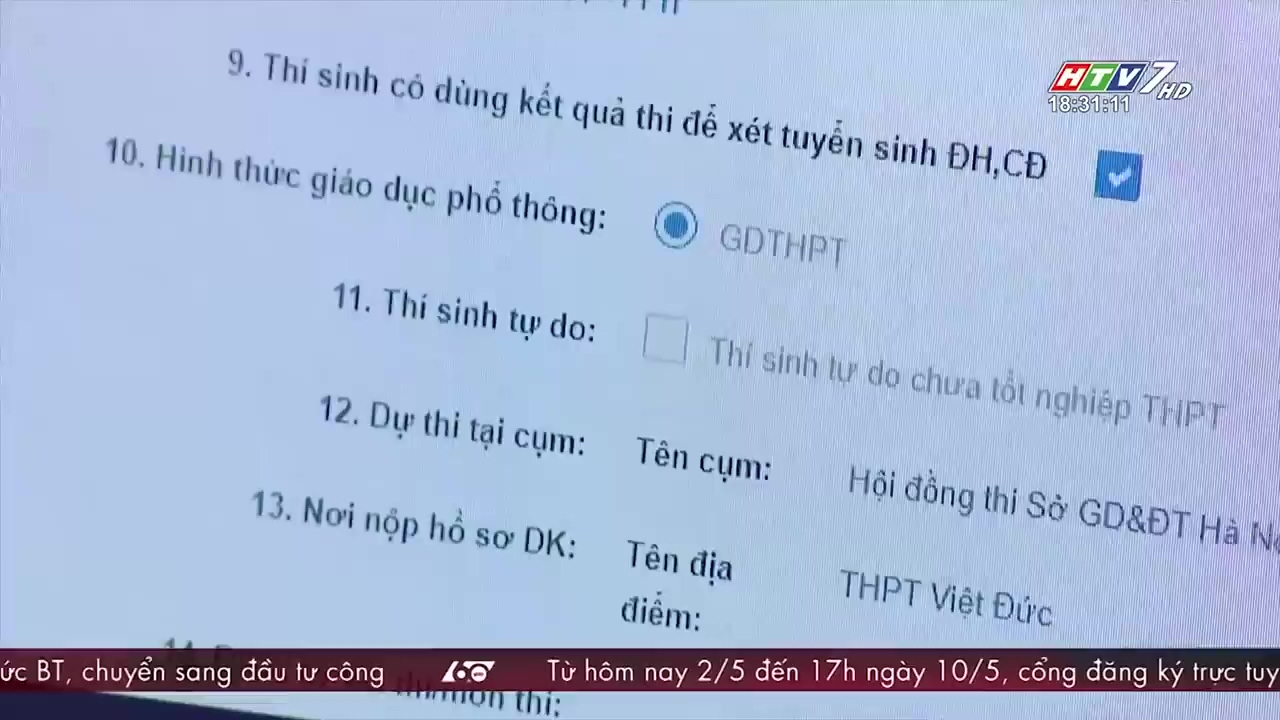 HTV7 HD
18:31:11
9. Thí sinh có dùng kết quả thi để xét tuyển sinh ĐH,CĐ
10. Hình thức giáo dục phổ thông: GDTHPT
11. Thí sinh tự do: Thí sinh tự do chưa tốt nghiệp THPT
12. Dự thi tại cụm: Tên cụm: Hội đồng thi Sở GD&ĐT Hà
13. Nơi nộp hồ sơ DK: Tên địa điểm: THPT Việt Đức
thi:
ức BT, chuyển sang đầu tư công 60 Từ hôm nay 2/5 đến 17h ngày 10/5, cổng đăng ký trực tuy